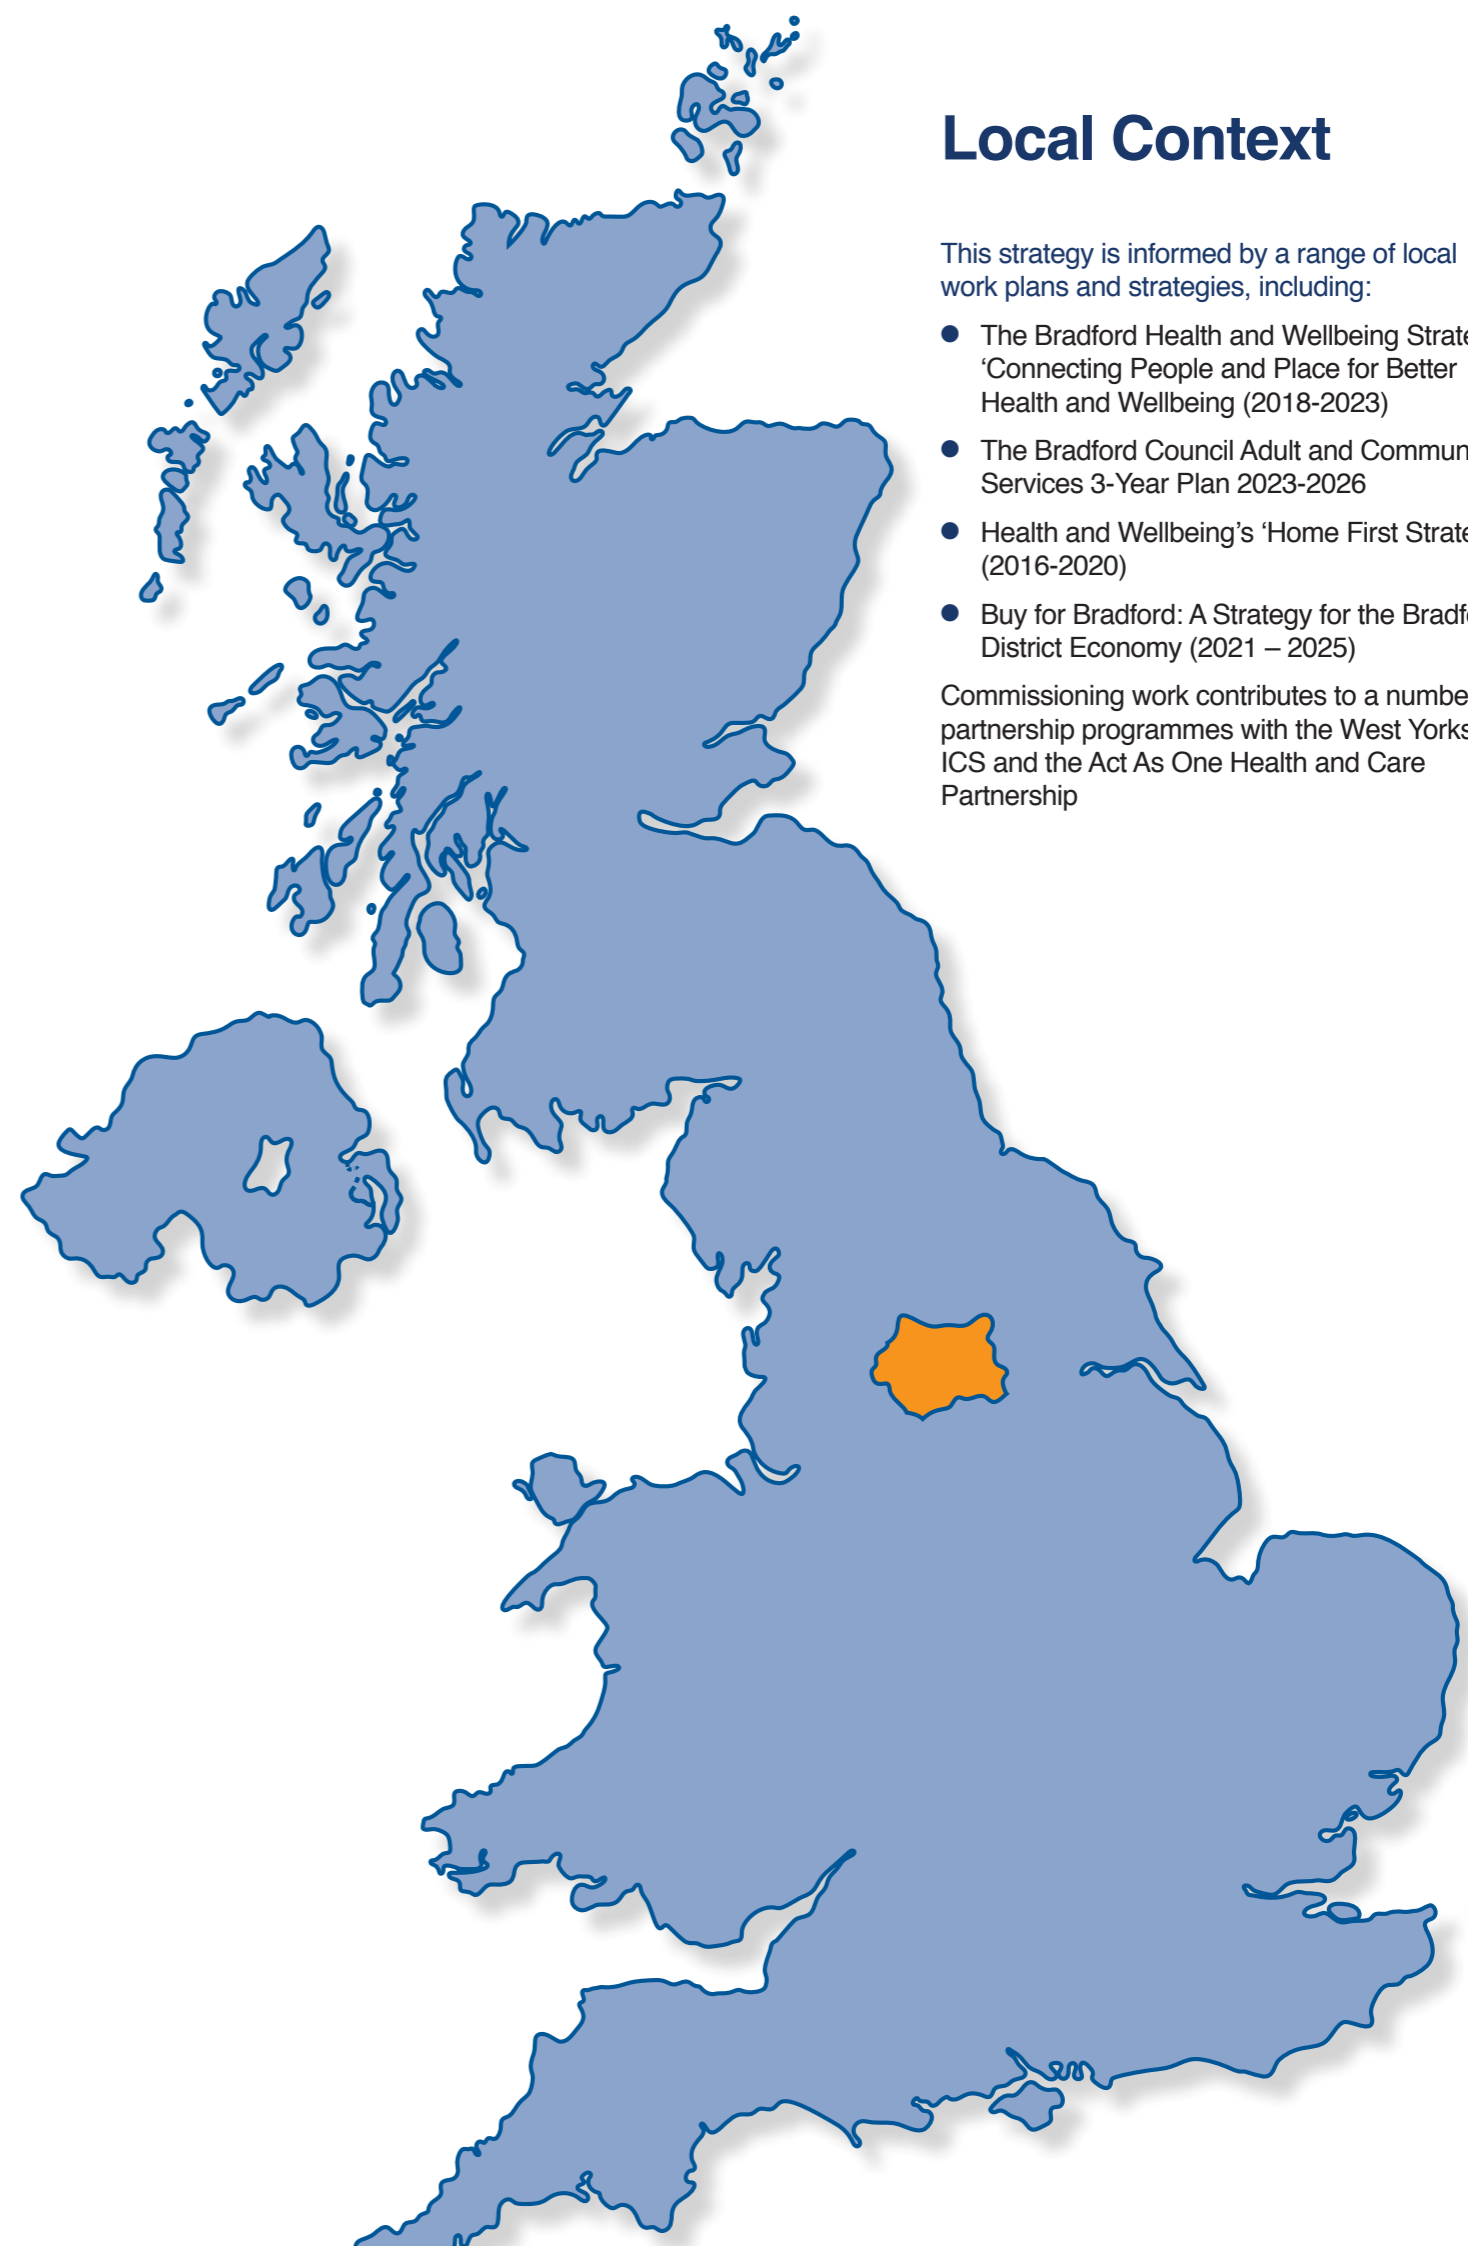 Local Context
This strategy is informed by a range of local
work plans and strategies, including:
● The Bradford Health and Wellbeing Strate
‘Connecting People and Place for Better
Health and Wellbeing (2018-2023)
● The Bradford Council Adult and Commun
Services 3-Year Plan 2023-2026
● Health and Wellbeing’s ‘Home First Strate
(2016-2020)
● Buy for Bradford: A Strategy for the Bradfo
District Economy (2021 – 2025)
Commissioning work contributes to a numbe
partnership programmes with the West Yorks
ICS and the Act As One Health and Care
Partnership